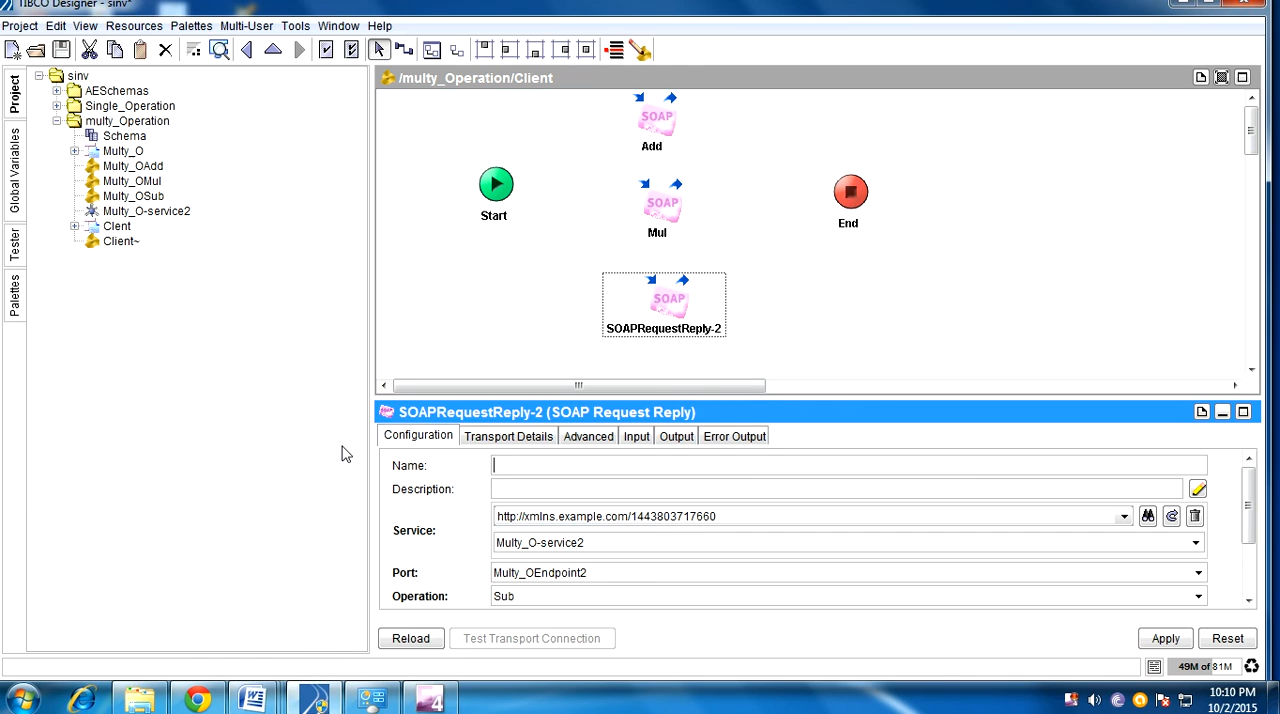 TIBCO Designer - sinv*
Project Edit View Resources Palettes Multi-User Tools Window Help
Project
Global Variables
Tester
Palettes
sinv
AESchemas
Single_Operation
multy_Operation
Schema
Multy_O
Multy_OAdd
Multy_OMul
Multy_OSub
Multy_O-service2
Clent
Client~
/multy_Operation/Client
SOAP
Add
Start
SOAP
Mul
End
SOAP
SOAPRequestReply-2
SOAPRequestReply-2 (SOAP Request Reply)
Configuration Transport Details Advanced Input Output Error Output
Name:
Description:
Service: http://xmlns.example.com/1443803717660
Multy_O-service2
Port: Multy_OEndpoint2
Operation: Sub
Reload Test Transport Connection Apply Reset
49M of 81M
10:10 PM
10/2/2015